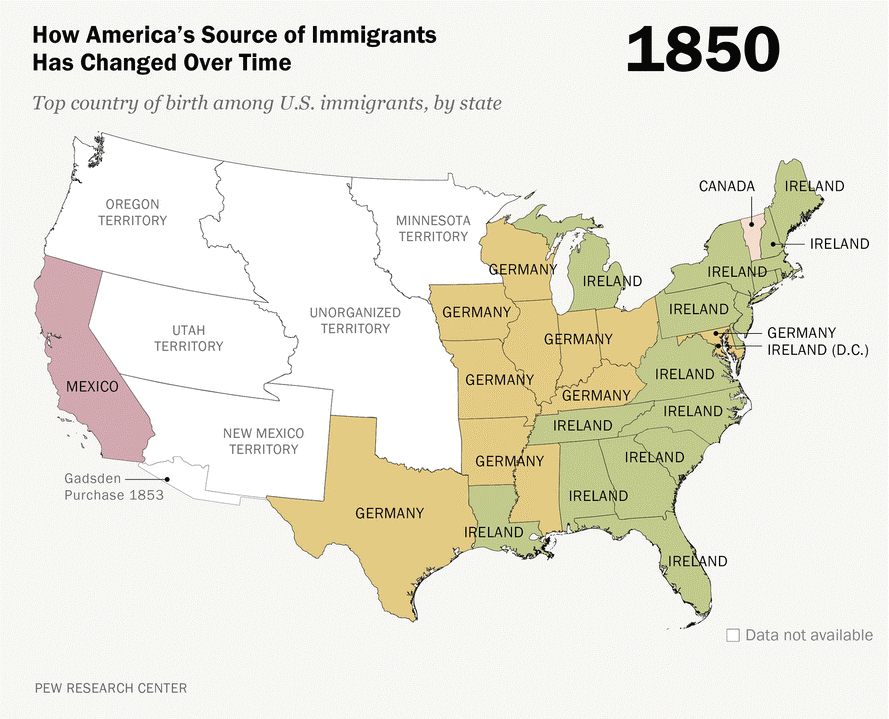 How America's Source of Immigrants
Has Changed Over Time
1850
Top country of birth among U.S. immigrants, by state
CANADA
IRELAND
OREGON
TERRITORY
MINNESOTA
TERRITORY
IRELAND
GERMANY
IRELAND
IRELAND
GERMANY
UNORGANIZED
TERRITORY
IRELAND
UTAH
TERRITORY
GERMANY
GERMANY
IRELAND (D.C.)
MEXICO
GERMANY
IRELAND
GERMANY
IRELAND
IRELAND
NEW MEXICO
TERRITORY
GERMANY
IRELAND
Gadsden
Purchase 1853
IRELAND
GERMANY
IRELAND
IRELAND
Data not available
PEW RESEARCH CENTER